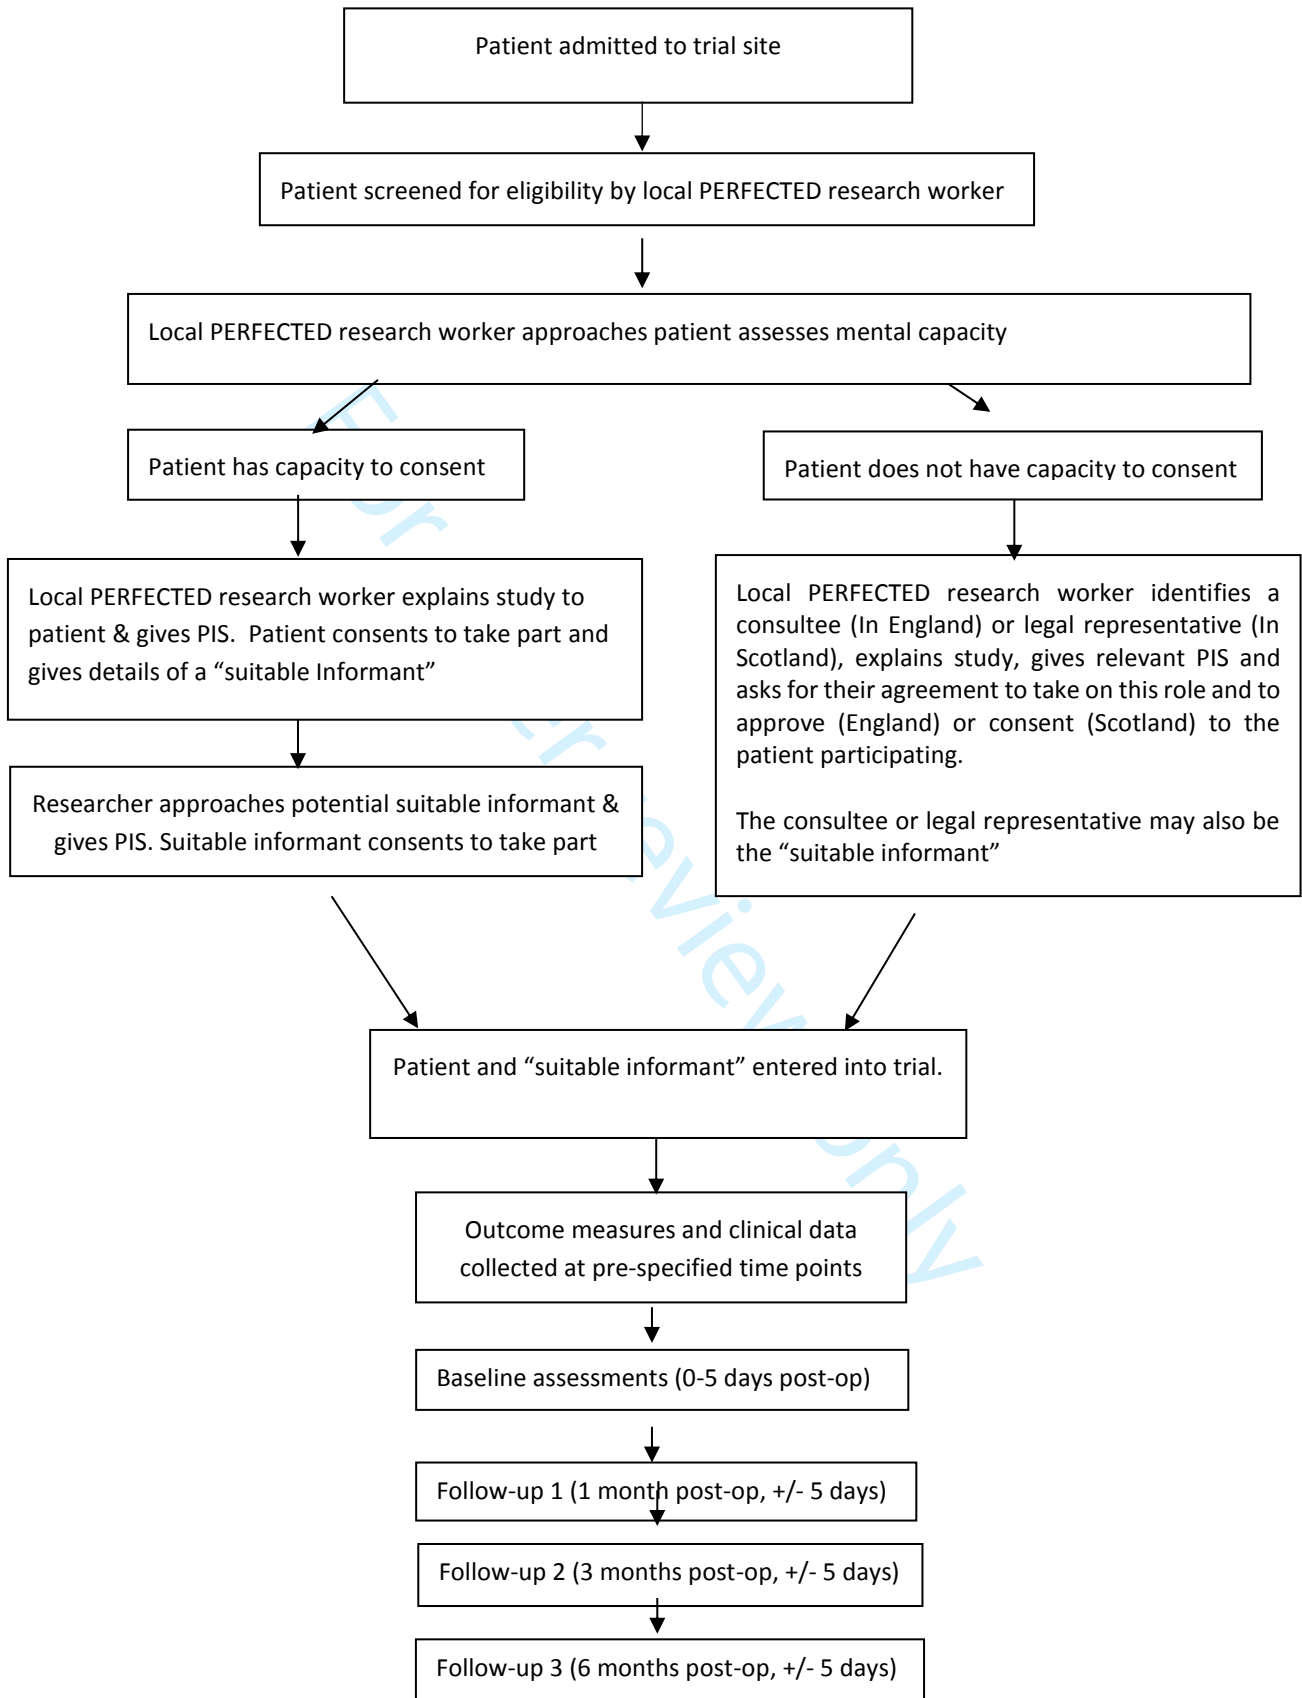 Patient admitted to trial site
Patient screened for eligibility by local PERFECTED research worker
Local PERFECTED research worker approaches patient assesses mental capacity
Patient has capacity to consent
Patient does not have capacity to consent
Local PERFECTED research worker explains study to
patient & gives PIS.  Patient consents to take part and
gives details of a “suitable Informant”
Local PERFECTED research worker identifies a
consultee (In England) or legal representative (In
Scotland), explains study, gives relevant PIS and
asks for their agreement to take on this role and to
approve (England) or consent (Scotland) to the
patient participating.
The consultee or legal representative may also be
the “suitable informant”
Researcher approaches potential suitable informant &
gives PIS. Suitable informant consents to take part
Patient and “suitable informant” entered into trial.
Outcome measures and clinical data
collected at pre-specified time points
Baseline assessments (0-5 days post-op)
Follow-up 1 (1 month post-op, +/- 5 days)
Follow-up 2 (3 months post-op, +/- 5 days)
Follow-up 3 (6 months post-op, +/- 5 days)
For peer review only